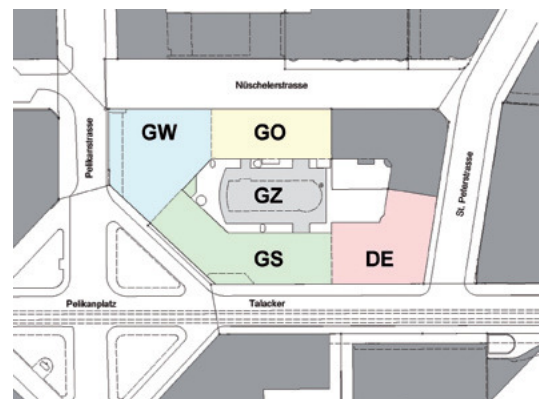 Nüschelerstrasse
Pelikanstrasse
GW
GO
GZ
St. Peterstrasse
GS
DE
Pelikanplatz
Talacker